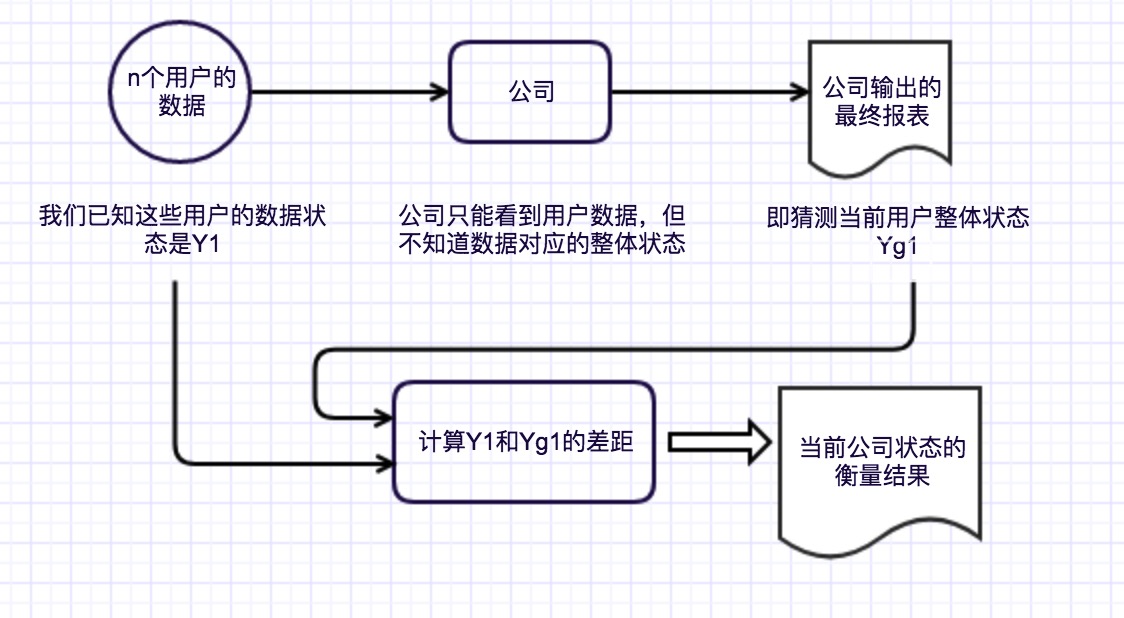 n个用户的
数据
公司
公司输出的
最终报表
我们已知这些用户的数据状
态是Y1
公司只能看到用户数据，但
不知道数据对应的整体状态
即猜测当前用户整体状态
Yg1
计算Y1和Yg1的差距
当前公司状态的
衡量结果